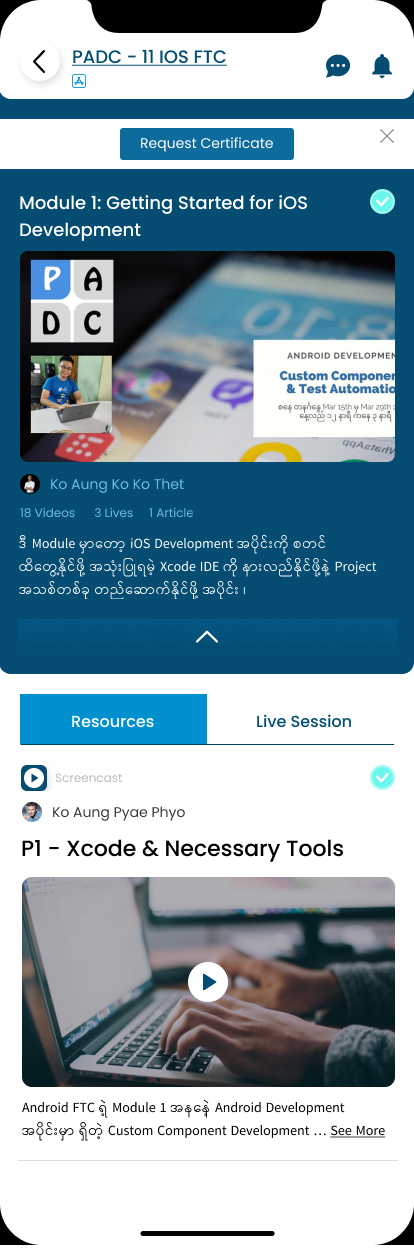 PADC - 11 IOS FTC
Request Certificate
Module 1: Getting Started for iOS
Development
P A
D C
ANDROID DEVELOPMEN
Custom Componen
& Test Automatio
Ko Aung Ko Ko Thet
18 Videos 3 Lives 1 Article
ဒီ Module မှာတော့ iOS Development အပိုင်းကို စတင်
ထိတွေ့နိုင်ဖို့ အသုံးပြုရမဲ့ Xcode IDE ကို နားလည်နိုင်ဖို့နဲ့ Project
အသစ်တစ်ခု တည်ဆောက်နိုင်ဖို့ အပိုင်း ၊
Resources
Live Session
Screencast
Ko Aung Pyae Phyo
P1 - Xcode & Necessary Tools
Android FTC ရဲ့ Module 1 အနေနဲ့ Android Development
အပိုင်းမှာ ရှိတဲ့ Custom Component Development ... See More